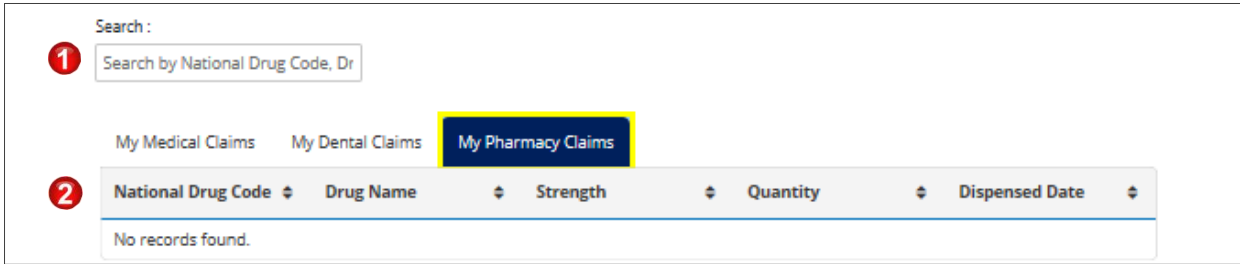 Search :
1
Search by National Drug Code, Dr
My Medical Claims My Dental Claims My Pharmacy Claims
2
National Drug Code Drug Name Strength Quantity Dispensed Date
No records found.